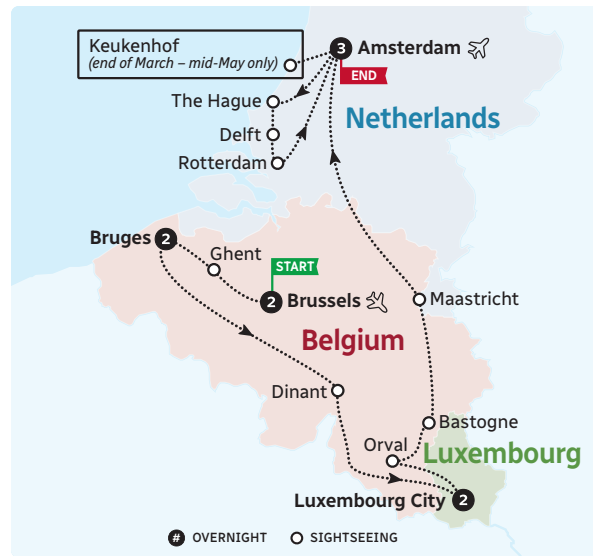 Keukenhof
(end of March – mid-May only)
3 Amsterdam
END
The Hague
Netherlands
Delft
Rotterdam
Bruges 2
Ghent
START
2 Brussels
Maastricht
Belgium
Dinant
Bastogne
Orval
Luxembourg
Luxembourg City 2
# OVERNIGHT
SIGHTSEEING